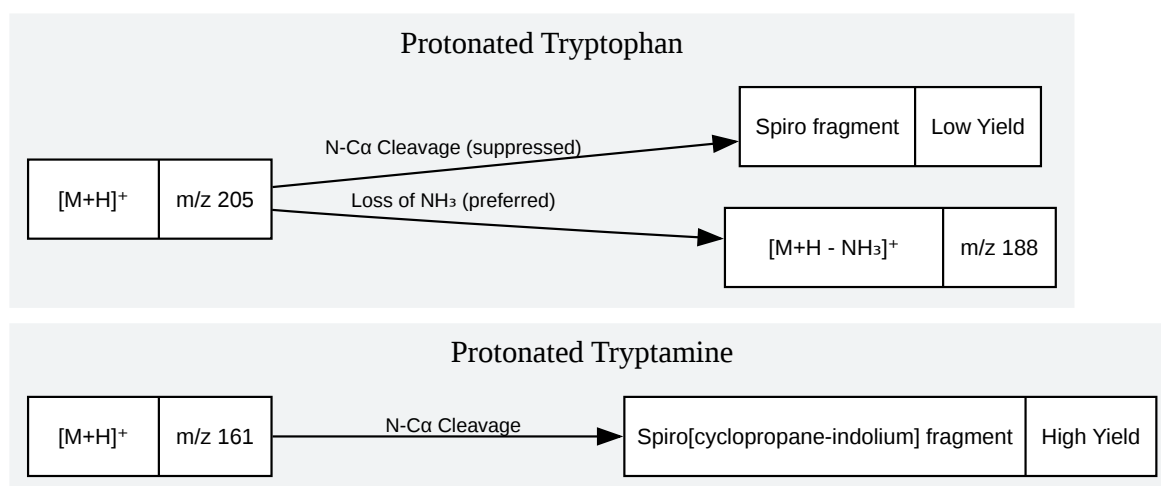 Protonated Tryptophan
Spiro fragment Low Yield
N-Cα Cleavage (suppressed)
[M+H]⁺ m/z 205
Loss of NH₃ (preferred)
[M+H - NH₃]⁺ m/z 188
Protonated Tryptamine
[M+H]⁺ m/z 161
N-Cα Cleavage
Spiro[cyclopropane-indolium] fragment High Yield